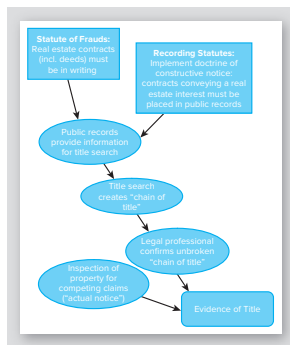 Statute of Frauds:
Real estate contracts
(incl. deeds) must
be in writing
Recording Statutes:
Implement doctrine of
constructive notice:
contracts conveying a real
estate interest must be
placed in public records
Public records
provide information
for title search
Title search
creates "chain of
title"
Legal professional
confirms unbroken
"chain of title"
Inspection of
property for
competing claims
("actual notice")
Evidence of Title